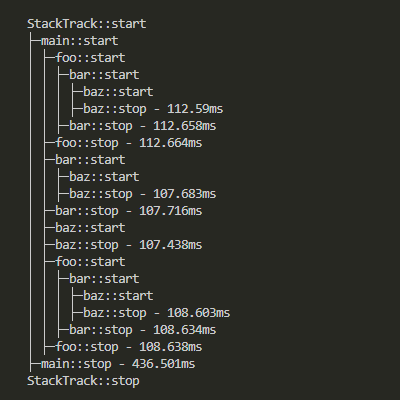 StackTrack::start
├─main::start
│ ├─foo::start
│ │ ├─bar::start
│ │ │ ├─baz::start
│ │ │ ├─baz::stop - 112.59ms
│ │ ├─bar::stop - 112.658ms
│ ├─foo::stop - 112.664ms
│ ├─bar::start
│ │ ├─baz::start
│ │ ├─baz::stop - 107.683ms
│ ├─bar::stop - 107.716ms
│ ├─baz::start
│ ├─baz::stop - 107.438ms
│ ├─foo::start
│ │ ├─bar::start
│ │ │ ├─baz::start
│ │ │ ├─baz::stop - 108.603ms
│ │ ├─bar::stop - 108.634ms
│ ├─foo::stop - 108.638ms
├─main::stop - 436.501ms
StackTrack::stop